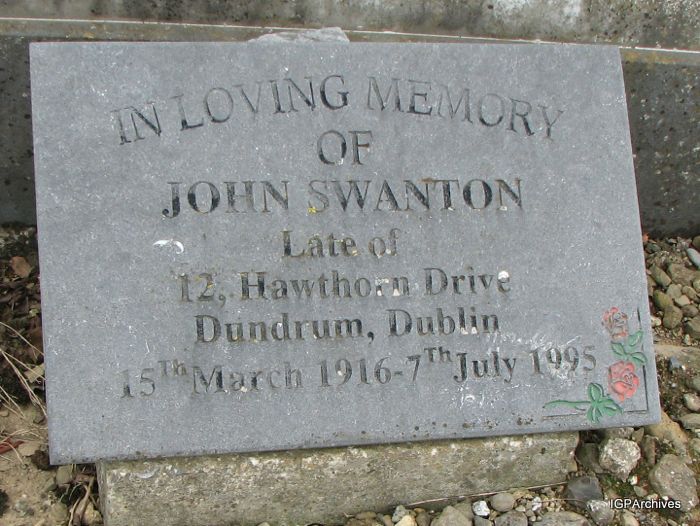 IN LOVING MEMORY
OF
JOHN SWANTON
Late of
12, Hawthorn Drive
Dundrum, Dublin
15Th March 1916-7Th July 1995
IGPArchives